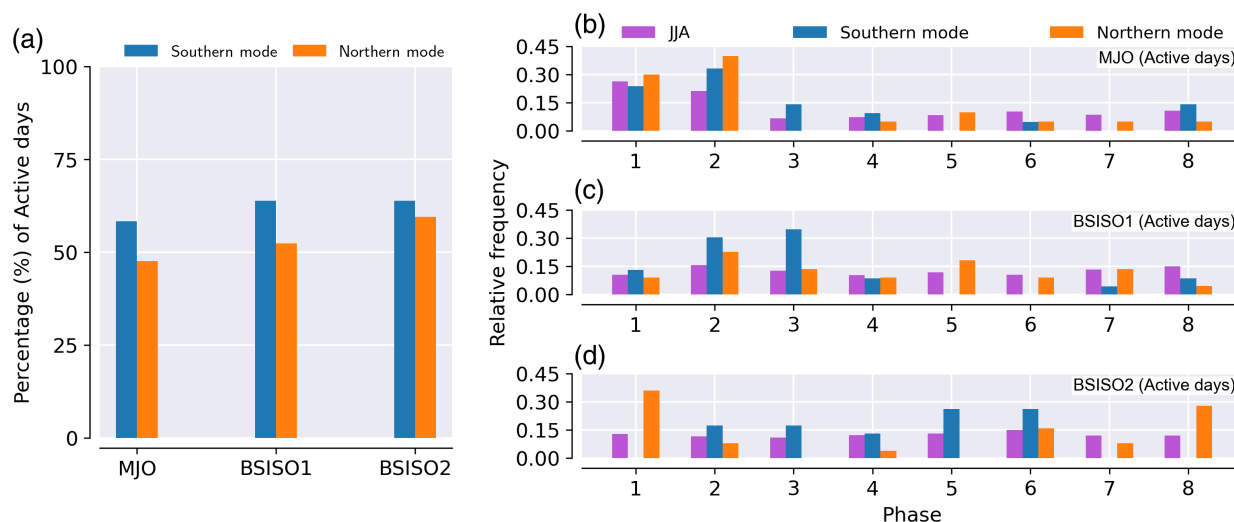 (a)
Southern mode Northern mode
Percentage (%) of Active days
100
75
50
25
0
MJO BSISO1 BSISO2
(b)
JJA Southern mode Northern mode
MJO (Active days)
0.45
0.30
0.15
0.00
1 2 3 4 5 6 7 8
Relative frequency
(c)
BSISO1 (Active days)
0.45
0.30
0.15
0.00
1 2 3 4 5 6 7 8
(d)
BSISO2 (Active days)
0.45
0.30
0.15
0.00
1 2 3 4 5 6 7 8
Phase